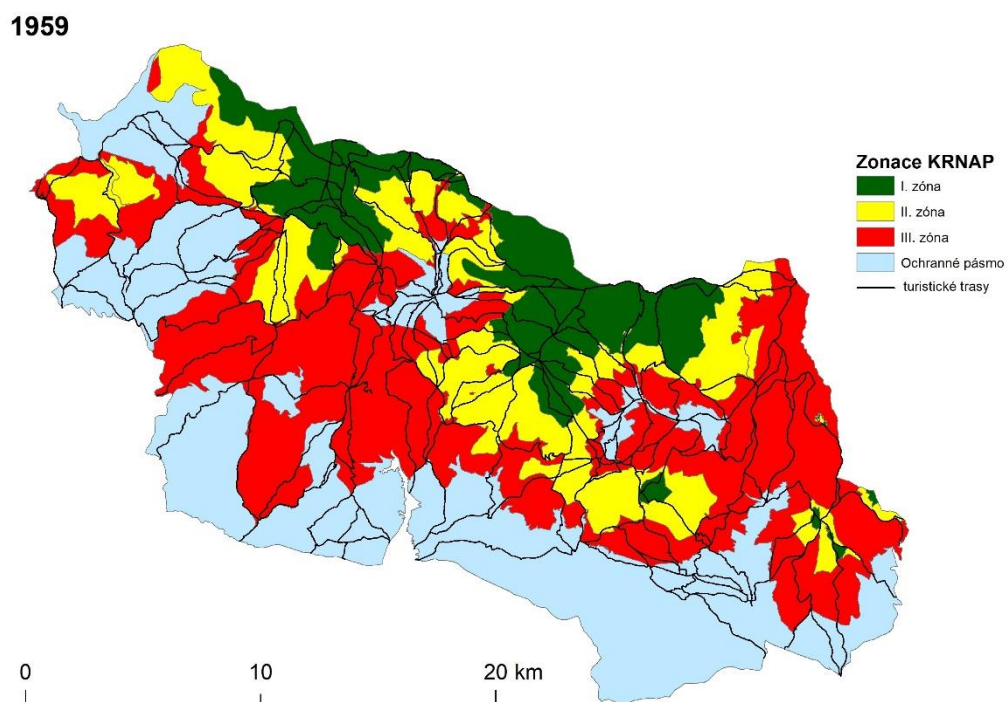 1959
Zonace KRNAP
I. zóna
II. zóna
III. zóna
Ochranné pásmo
turistické trasy
0 10 20 km